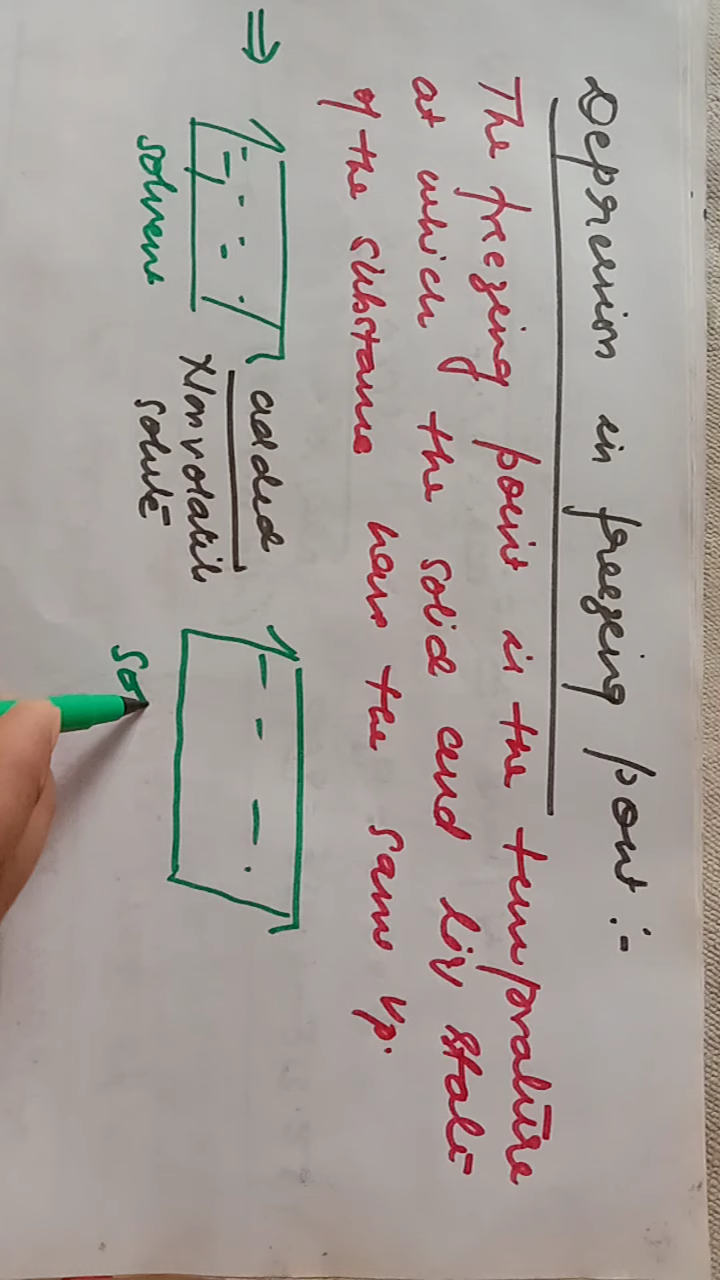 Depression in freezing point :-
The freezing point is the temperature
at which the solid and liq state
of the substance have the same v.p.
⇒
added
Nonvolatile
solute
solvent
so